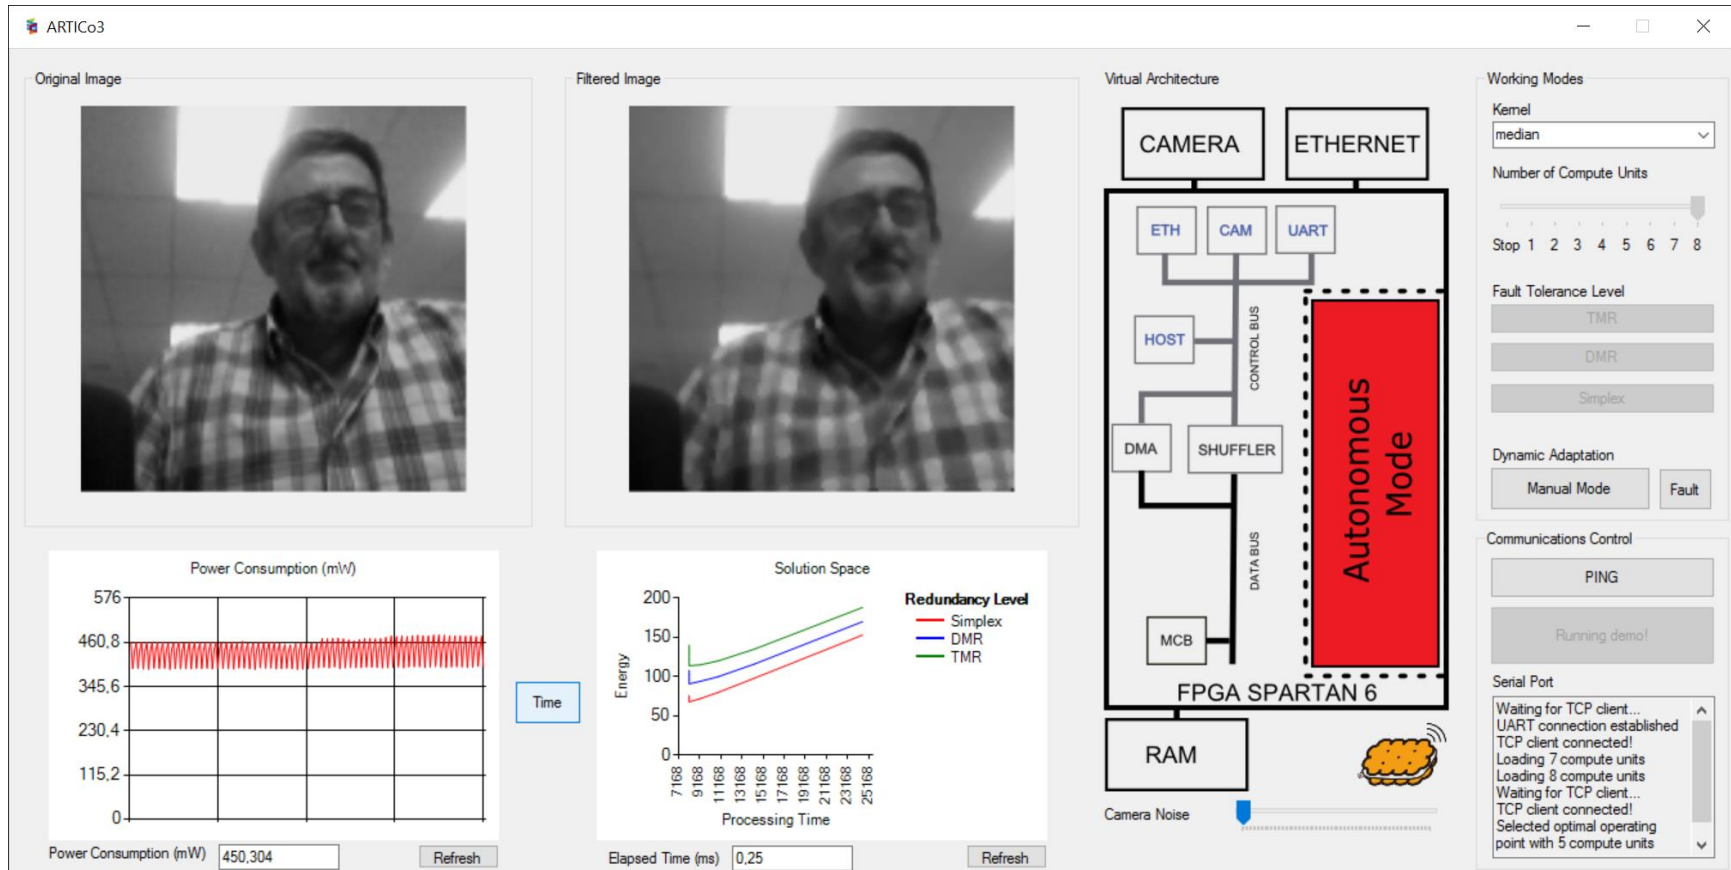 ARTICo3
Original Image
Filtered Image
Virtual Architecture
CAMERA
ETHERNET
ETH
CAM
UART
HOST
CONTROL BUS
DMA
SHUFFLER
DATA BUS
MCB
Autonomous
Mode
FPGA SPARTAN 6
RAM
Camera Noise
Power Consumption (mW)
576
460.8
345.6
230.4
115,2
0
Power Consumption (mW) 450,304
Refresh
Time
Solution Space
200
150
100
50
0
Energy
7168 9168 11168 13168 15168 17168 19168 21168 23168 25168
Processing Time
Redundancy Level
Simplex
DMR
TMR
Elapsed Time (ms) 0,25
Refresh
Working Modes
Kernel
median
Number of Compute Units
Stop 1 2 3 4 5 6 7 8
Fault Tolerance Level
TMR
DMR
Simplex
Dynamic Adaptation
Manual Mode
Fault
Communications Control
PING
Running demo!
Serial Port
Waiting for TCP client...
UART connection established
TCP client connected!
Loading 7 compute units
Loading 8 compute units
Waiting for TCP client...
TCP client connected!
Selected optimal operating
point with 5 compute units